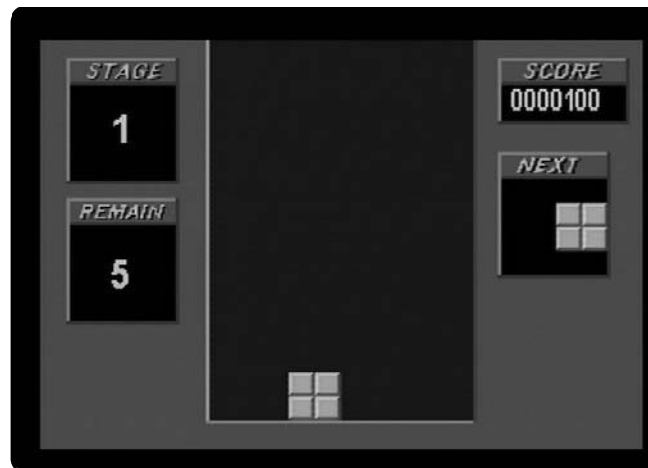 STAGE
1
REMAIN
5
SCORE
0000100
NEXT